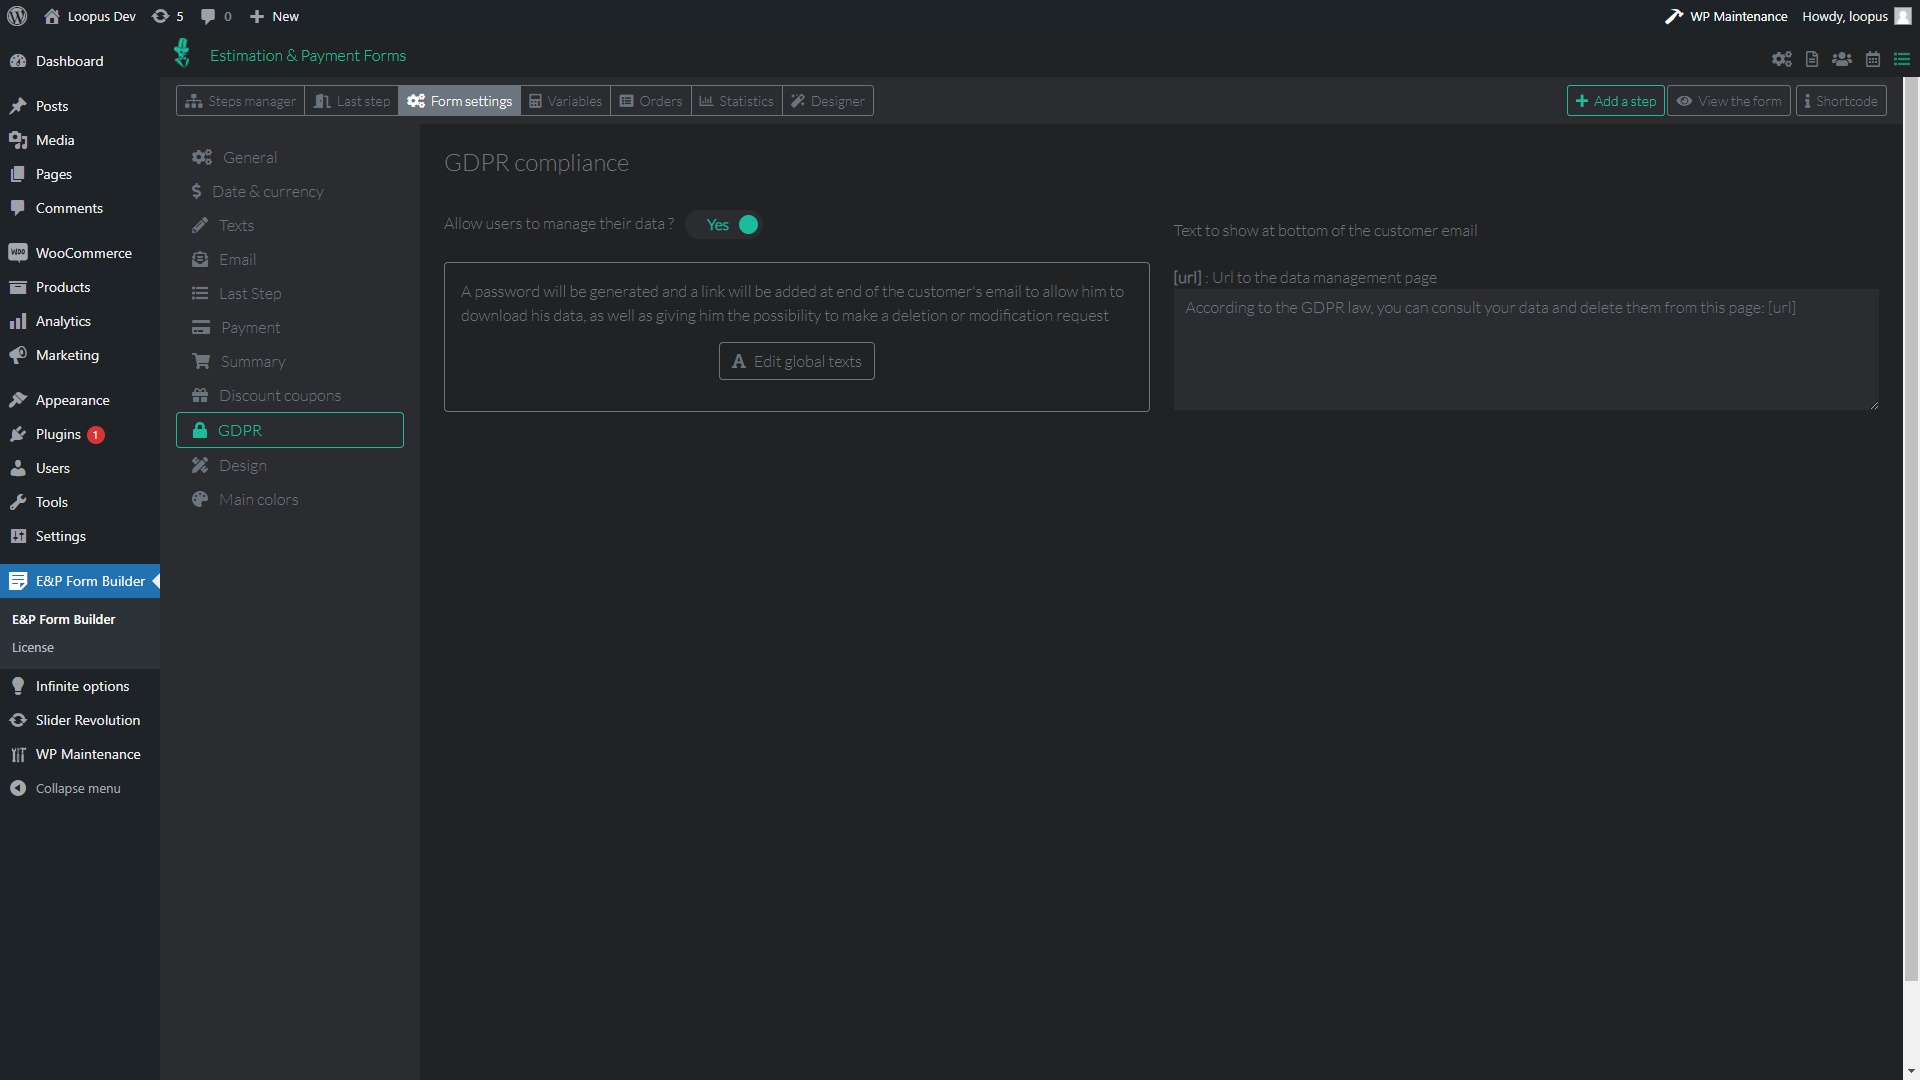 Loopus Dev
5
0
New
WP Maintenance
Howdy, loopus
Dashboard
Posts
Media
Pages
Comments
WooCommerce
Products
Analytics
Marketing
Appearance
Plugins 1
Users
Tools
Settings
E&P Form Builder
E&P Form Builder
License
Infinite options
Slider Revolution
WP Maintenance
Collapse menu
Estimation & Payment Forms
Steps manager
Last step
Form settings
Variables
Orders
Statistics
Designer
Add a step
View the form
Shortcode
General
Date & currency
Texts
Email
Last Step
Payment
Summary
Discount coupons
GDPR
Design
Main colors
GDPR compliance
Allow users to manage their data ?
Yes
A password will be generated and a link will be added at end of the customer's email to allow him to
download his data, as well as giving him the possibility to make a deletion or modification request
A Edit global texts
Text to show at bottom of the customer email
[url] : Url to the data management page
According to the GDPR law, you can consult your data and delete them from this page: [url]